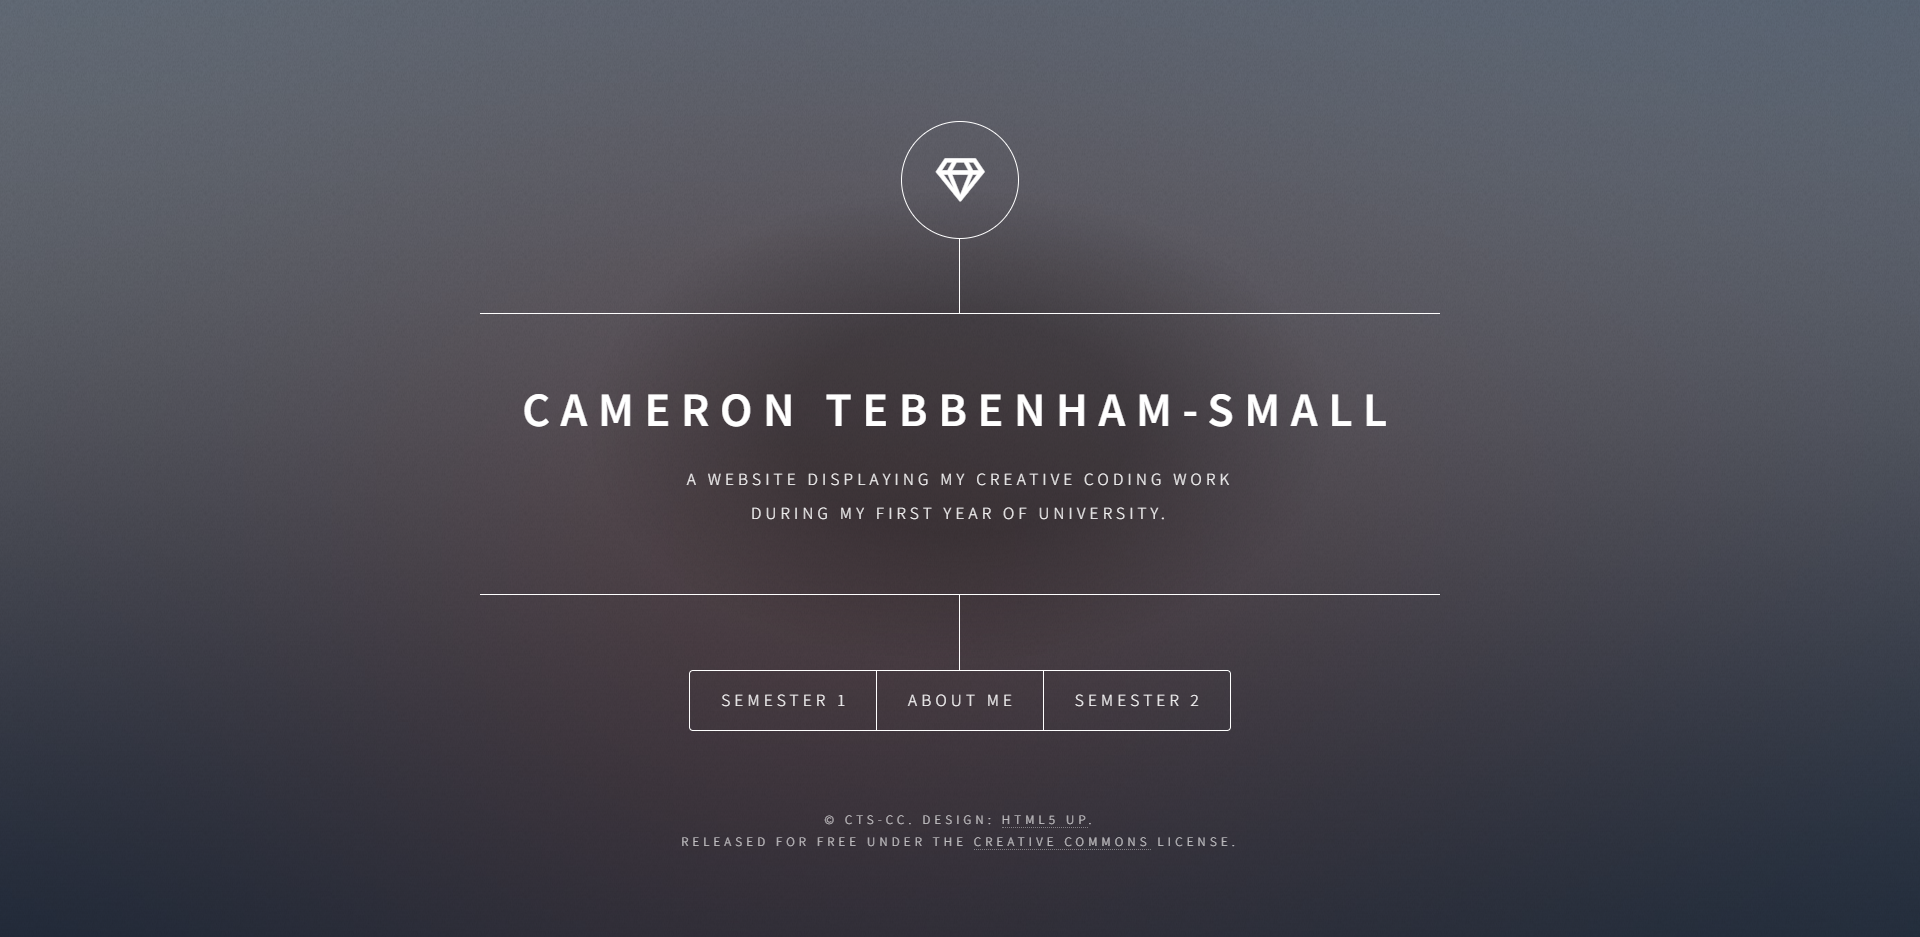 CAMERON TEBBENHAM-SMALL
A WEBSITE DISPLAYING MY CREATIVE CODING WORK
DURING MY FIRST YEAR OF UNIVERSITY.
SEMESTER 1
ABOUT ME
SEMESTER 2
© CTS-CC. DESIGN: HTML5 UP.
RELEASED FOR FREE UNDER THE CREATIVE COMMONS LICENSE.